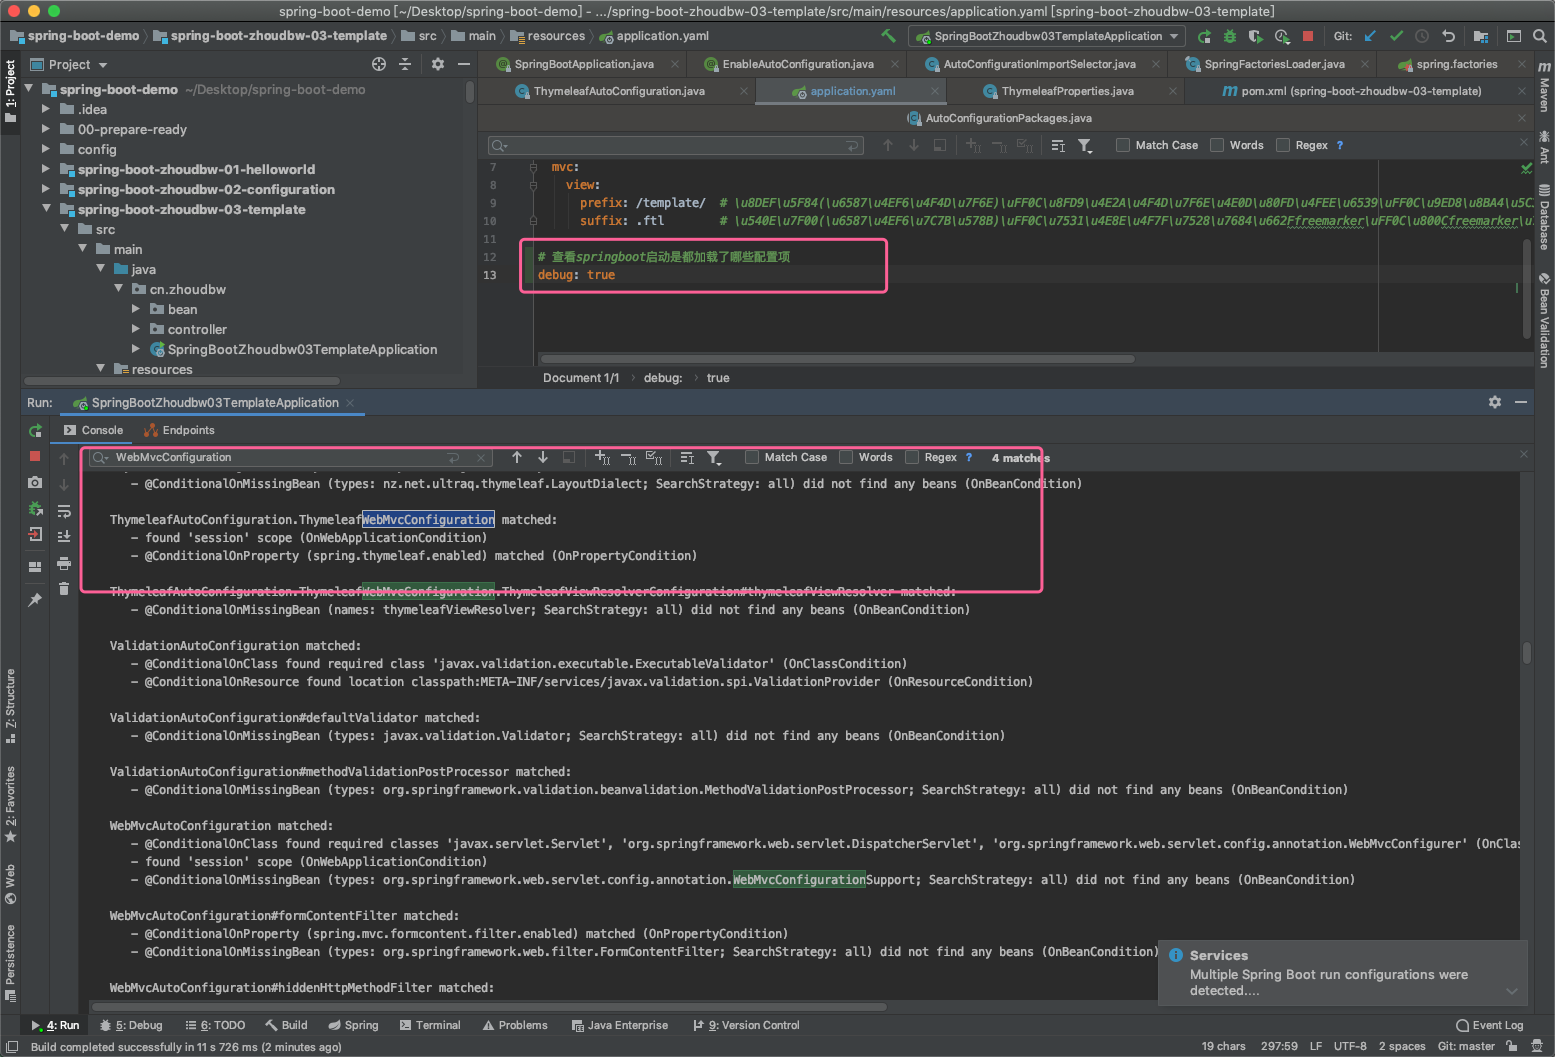 spring-boot-demo [~/Desktop/spring-boot-demo] - .../spring-boot-zhoudbw-03-template/src/main/resources/application.yaml [spring-boot-zhoudbw-03-template]
spring-boot-demo spring-boot-zhoudbw-03-template src main resources application.yaml SpringBootZhoudbw03TemplateApplication Git:
1: Project
Project
spring-boot-demo ~/Desktop/spring-boot-demo
.idea
00-prepare-ready
config
spring-boot-zhoudbw-01-helloworld
spring-boot-zhoudbw-02-configuration
spring-boot-zhoudbw-03-template
src
main
java
cn.zhoudbw
bean
controller
SpringBootZhoudbw03TemplateApplication
resources
SpringBootApplication.java EnableAutoConfiguration.java AutoConfigurationImportSelector.java SpringFactoriesLoader.java spring.factories
ThymeleafAutoConfiguration.java application.yaml ThymeleafProperties.java pom.xml (spring-boot-zhoudbw-03-template)
AutoConfigurationPackages.java
Match Case Words Regex ?
7 mvc:
8 view:
9 prefix: /template/ # \u8DEF\u5F84(\u6587\u4EF6\u4F4D\u7F6E)\uFF0C\u8FD9\u4E2A\u4F4D\u7F6E\u4E0D\u80FD\u4FEE\u6539\uFF0C\u9ED8\u8BA4\u5C
10 suffix: .ftl # \u540E\u7F00(\u6587\u4EF6\u7C7B\u578B)\uFF0C\u7531\u4E8E\u4F7F\u7528\u7684\u662Ffreemarker\uFF0C\u800Cfreemarker\u
11
12 # 查看springboot启动是都加载了哪些配置项
13 debug: true
Document 1/1 debug: true
Maven
Ant
Database
Bean Validation
Run: SpringBootZhoudbw03TemplateApplication
Console Endpoints
WebMvcConfiguration Match Case Words Regex ? 4 matches
- @ConditionalOnMissingBean (types: nz.net.ultraq.thymeleaf.LayoutDialect; SearchStrategy: all) did not find any beans (OnBeanCondition)
ThymeleafAutoConfiguration.ThymeleafWebMvcConfiguration matched:
- found 'session' scope (OnWebApplicationCondition)
- @ConditionalOnProperty (spring.thymeleaf.enabled) matched (OnPropertyCondition)
ThymeleafAutoConfiguration.ThymeleafWebMvcConfiguration.ThymeleafViewResolverConfiguration#thymeleafViewResolver matched:
- @ConditionalOnMissingBean (names: thymeleafViewResolver; SearchStrategy: all) did not find any beans (OnBeanCondition)
ValidationAutoConfiguration matched:
- @ConditionalOnClass found required class 'javax.validation.executable.ExecutableValidator' (OnClassCondition)
- @ConditionalOnResource found location classpath:META-INF/services/javax.validation.spi.ValidationProvider (OnResourceCondition)
ValidationAutoConfiguration#defaultValidator matched:
- @ConditionalOnMissingBean (types: javax.validation.Validator; SearchStrategy: all) did not find any beans (OnBeanCondition)
ValidationAutoConfiguration#methodValidationPostProcessor matched:
- @ConditionalOnMissingBean (types: org.springframework.validation.beanvalidation.MethodValidationPostProcessor; SearchStrategy: all) did not find any beans (OnBeanCondition)
WebMvcAutoConfiguration matched:
- @ConditionalOnClass found required classes 'javax.servlet.Servlet', 'org.springframework.web.servlet.DispatcherServlet', 'org.springframework.web.servlet.config.annotation.WebMvcConfigurer' (OnClas
- found 'session' scope (OnWebApplicationCondition)
- @ConditionalOnMissingBean (types: org.springframework.web.servlet.config.annotation.WebMvcConfigurationSupport; SearchStrategy: all) did not find any beans (OnBeanCondition)
WebMvcAutoConfiguration#formContentFilter matched:
- @ConditionalOnProperty (spring.mvc.formcontent.filter.enabled) matched (OnPropertyCondition)
- @ConditionalOnMissingBean (types: org.springframework.web.filter.FormContentFilter; SearchStrategy: all) did not find any beans (OnBeanCondition)
WebMvcAutoConfiguration#hiddenHttpMethodFilter matched:
Z: Structure
2: Favorites
Web
Persistence
Services
Multiple Spring Boot run configurations were
detected....
4: Run 5: Debug 6: TODO Build Spring Terminal Problems Java Enterprise 9: Version Control Event Log
Build completed successfully in 11 s 726 ms (2 minutes ago) 19 chars 297:59 LF UTF-8 2 spaces Git: master